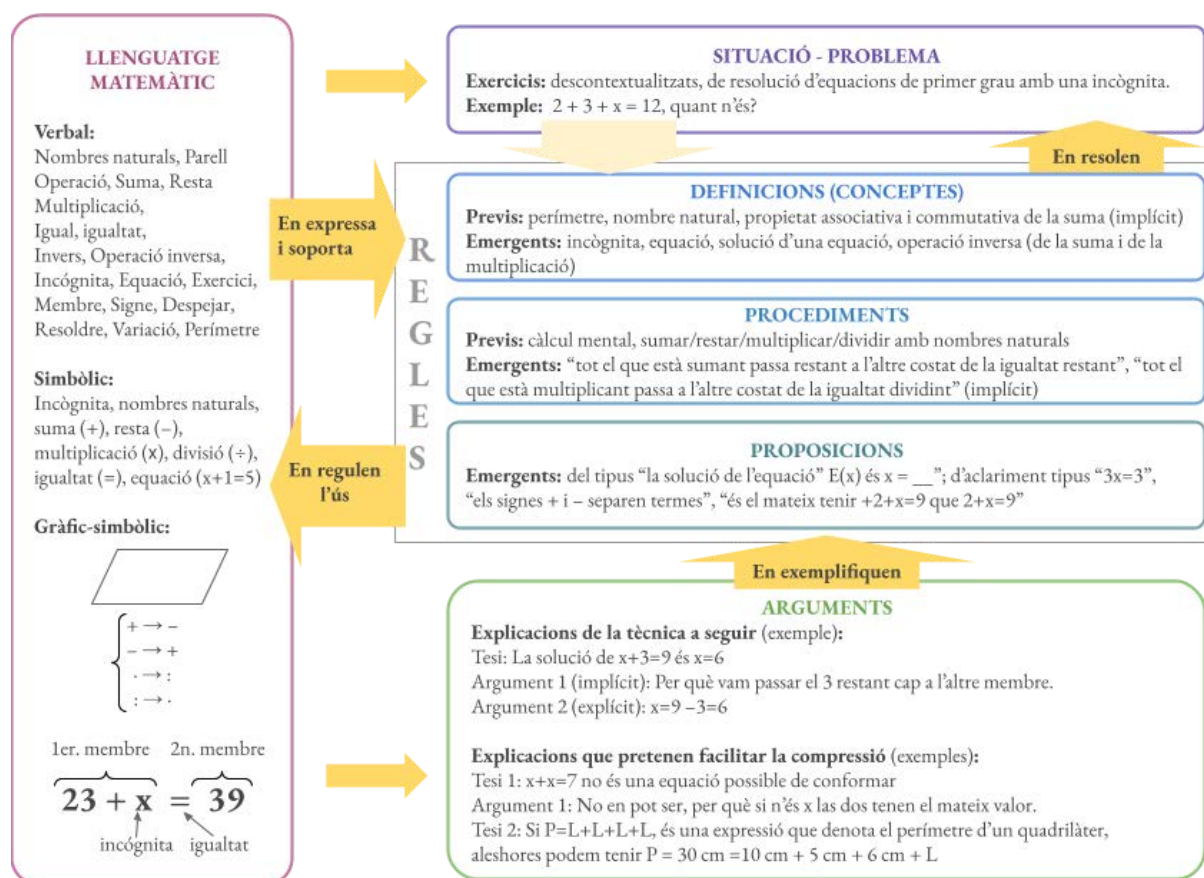 LLENGUATGE
MATEMÀTIC
Verbal:
Nombres naturals, Parell
Operació, Suma, Resta
Multiplicació,
Igual, igualtat,
Invers, Operació inversa,
Incógnita, Equació, Exercici,
Membre, Signe, Despejar,
Resoldre, Variació, Perímetre
Simbòlic:
Incògnita, nombres naturals,
suma (+), resta (–),
multiplicació (x), divisió (÷),
igualtat (=), equació (x+1=5)
Gràfic-simbòlic:
+ → –
– → +
· → :
: → ·
1er. membre 2n. membre
23 + x = 39
incógnita igualtat
En expressa
i soporta
En regulen
l'ús
REGLES
SITUACIÓ - PROBLEMA
Exercicis: descontextualitzats, de resolució d'equacions de primer grau amb una incògnita.
Exemple: 2 + 3 + x = 12, quant n'és?
En resolen
DEFINICIONS (CONCEPTES)
Previs: perímetre, nombre natural, propietat associativa i commutativa de la suma (implícit)
Emergents: incògnita, equació, solució d'una equació, operació inversa (de la suma i de la
multiplicació)
PROCEDIMENTS
Previs: càlcul mental, sumar/restar/multiplicar/dividir amb nombres naturals
Emergents: “tot el que està sumant passa restant a l'altre costat de la igualtat restant”, “tot el
que està multiplicant passa a l'altre costat de la igualtat dividint” (implícit)
PROPOSICIONS
Emergents: del tipus “la solució de l'equació” E(x) és x = __”; d'aclariment tipus “3x=3”,
“els signes + i – separen termes”, “és el mateix tenir +2+x=9 que 2+x=9”
En exemplifiquen
ARGUMENTS
Explicacions de la tècnica a seguir (exemple):
Tesi: La solució de x+3=9 és x=6
Argument 1 (implícit): Per què vam passar el 3 restant cap a l'altre membre.
Argument 2 (explícit): x=9 –3=6
Explicacions que pretenen facilitar la compressió (exemples):
Tesi 1: x+x=7 no és una equació possible de conformar
Argument 1: No en pot ser, per què si n'és x las dos tenen el mateix valor.
Tesi 2: Si P=L+L+L+L, és una expressió que denota el perímetre d'un quadrilàter,
aleshores podem tenir P = 30 cm =10 cm + 5 cm + 6 cm + L